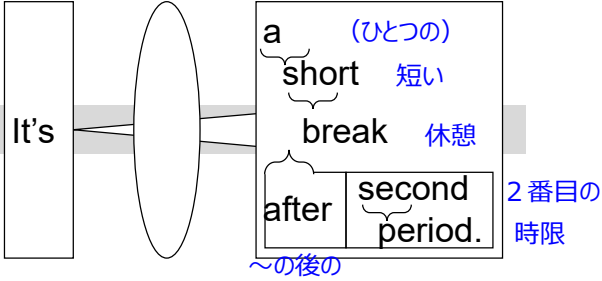 It's
a (ひとつの)
short 短い
break 休憩
after
second
period.
２番目の
時限
～の後の